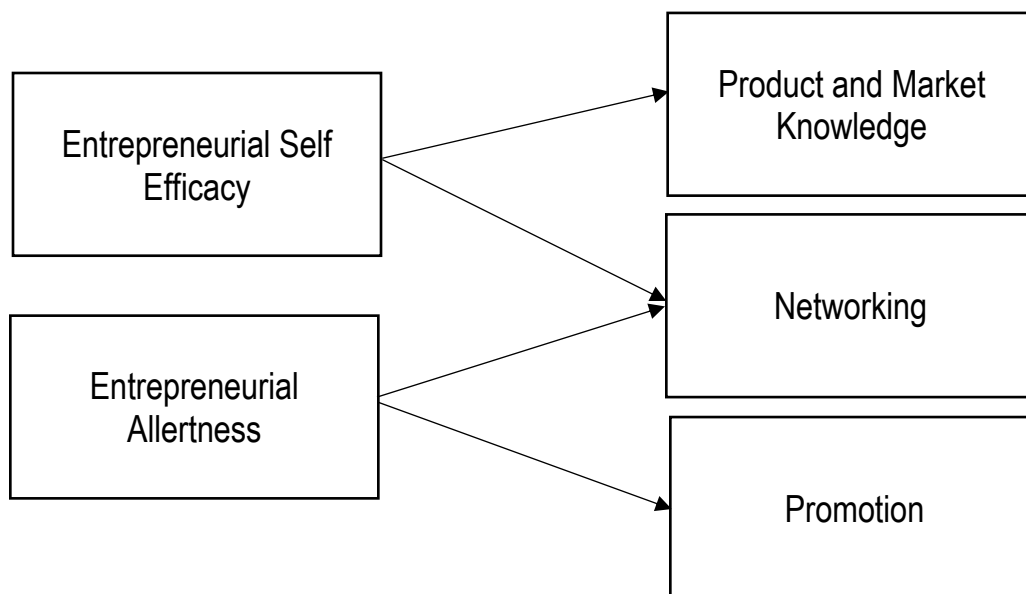 Entrepreneurial Self
Efficacy
Entrepreneurial
Allertness
Product and Market
Knowledge
Networking
Promotion